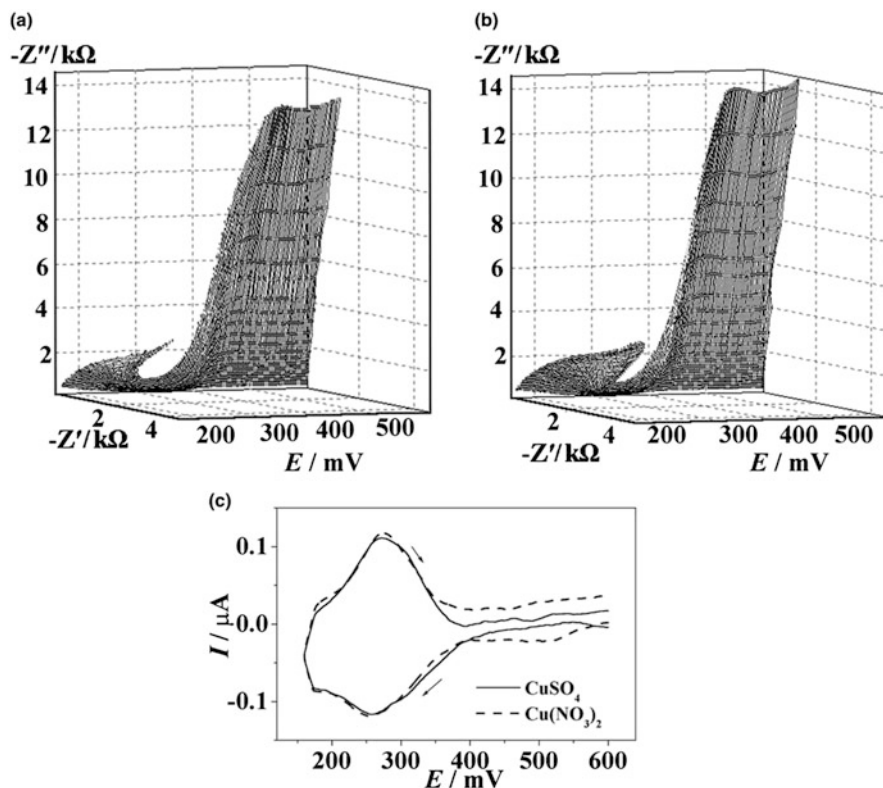 (a)
-Z″/kΩ
14
12
10
8
6
4
2
2
4
-Z′/kΩ
200
300
400
500
E / mV
(b)
-Z″/kΩ
14
12
10
8
6
4
2
2
4
-Z′/kΩ
200
300
400
500
E / mV
(c)
I / μA
0.1
0.0
-0.1
CuSO₄
Cu(NO₃)₂
200
300
400
500
600
E / mV